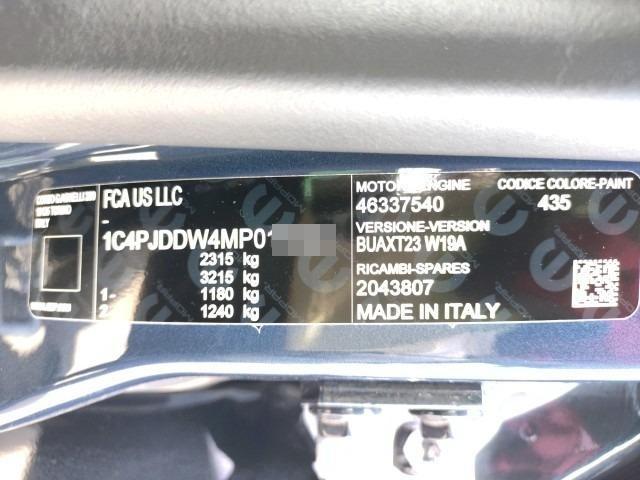 FCA US LLC
-
1C4PJDDW4MP01
2315 kg
3215 kg
1- 1180 kg
2- 1240 kg
MOTORE-ENGINE
46337540
CODICE COLORE-PAINT
435
VERSIONE-VERSION
BUAXT23 W19A
RICAMBI-SPARES
2043807
MADE IN ITALY